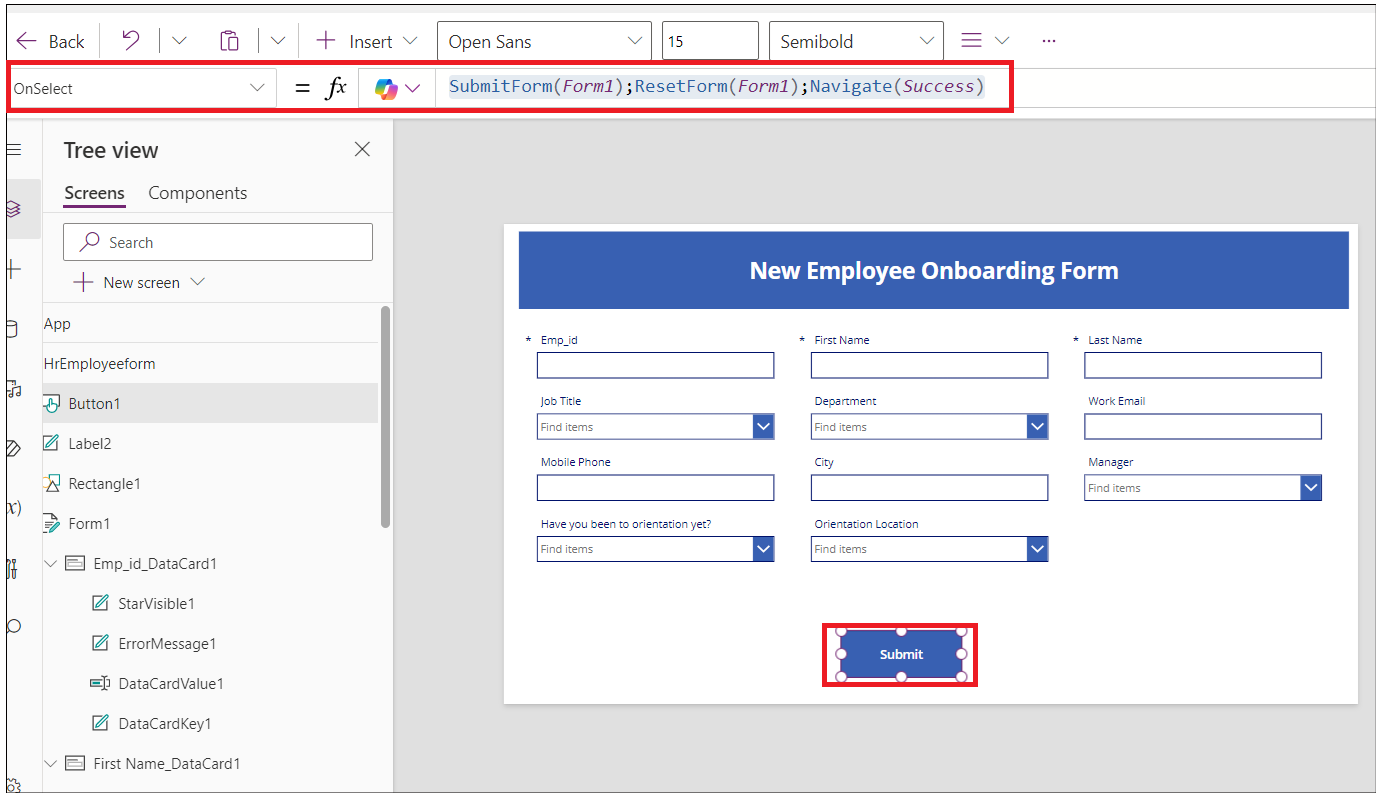 Back
Insert
Open Sans
15
Semibold
...
OnSelect
= fx
SubmitForm(Form1);ResetForm(Form1);Navigate(Success)
Tree view
Screens Components
Search
New screen
App
HrEmployeeform
Button1
Label2
Rectangle1
Form1
Emp_id_DataCard1
StarVisible1
ErrorMessage1
DataCardValue1
DataCardKey1
First Name_DataCard1
New Employee Onboarding Form
* Emp_id
* First Name
* Last Name
Job Title
Department
Work Email
Find items
Find items
Mobile Phone
City
Manager
Find items
Have you been to orientation yet?
Orientation Location
Find items
Find items
Submit